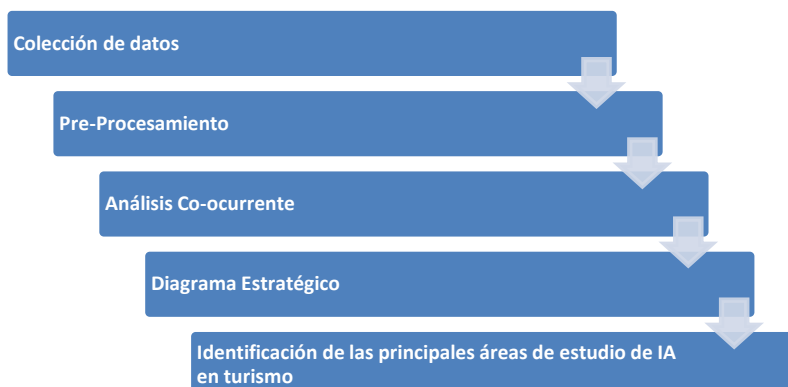 Colección de datos
Pre-Procesamiento
Análisis Co-ocurrente
Diagrama Estratégico
Identificación de las principales áreas de estudio de IA
en turismo